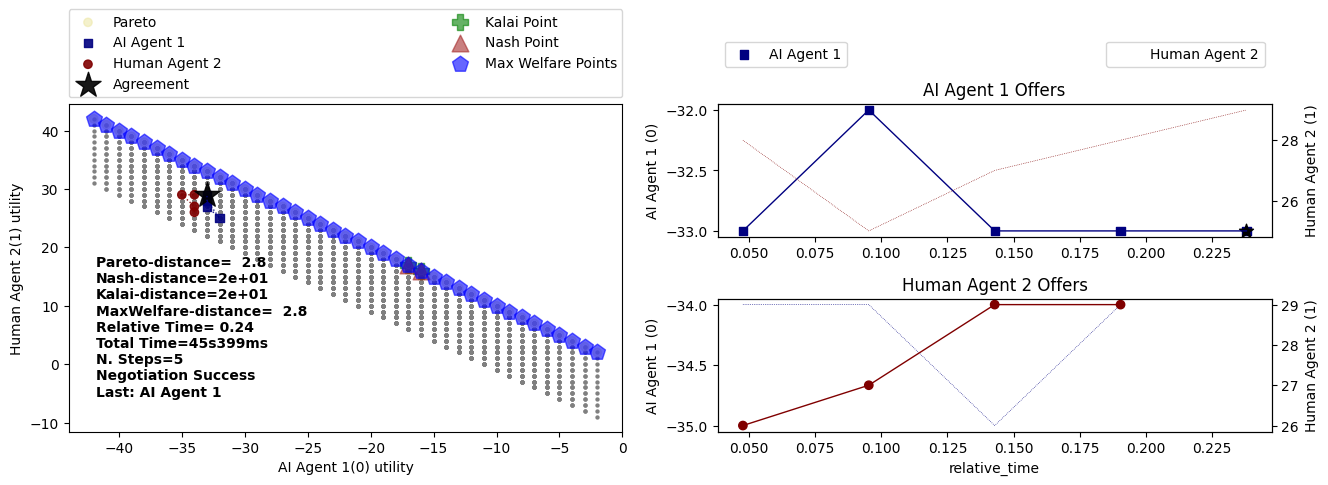 Pareto
AI Agent 1
Human Agent 2
Agreement
Kalai Point
Nash Point
Max Welfare Points
40
30
20
10
0
−10
Human Agent 2(1) utility
Pareto-distance=  2.8
Nash-distance=2e+01
Kalai-distance=2e+01
MaxWelfare-distance=  2.8
Relative Time= 0.24
Total Time=45s399ms
N. Steps=5
Negotiation Success
Last: AI Agent 1
−40
−35
−30
−25
−20
−15
−10
−5
0
AI Agent 1(0) utility
AI Agent 1
Human Agent 2
AI Agent 1 Offers
−32.0
−32.5
−33.0
AI Agent 1 (0)
28
26
Human Agent 2 (1)
0.050
0.075
0.100
0.125
0.150
0.175
0.200
0.225
Human Agent 2 Offers
−34.0
−34.5
−35.0
AI Agent 1 (0)
29
28
27
26
Human Agent 2 (1)
0.050
0.075
0.100
0.125
0.150
0.175
0.200
0.225
relative_time